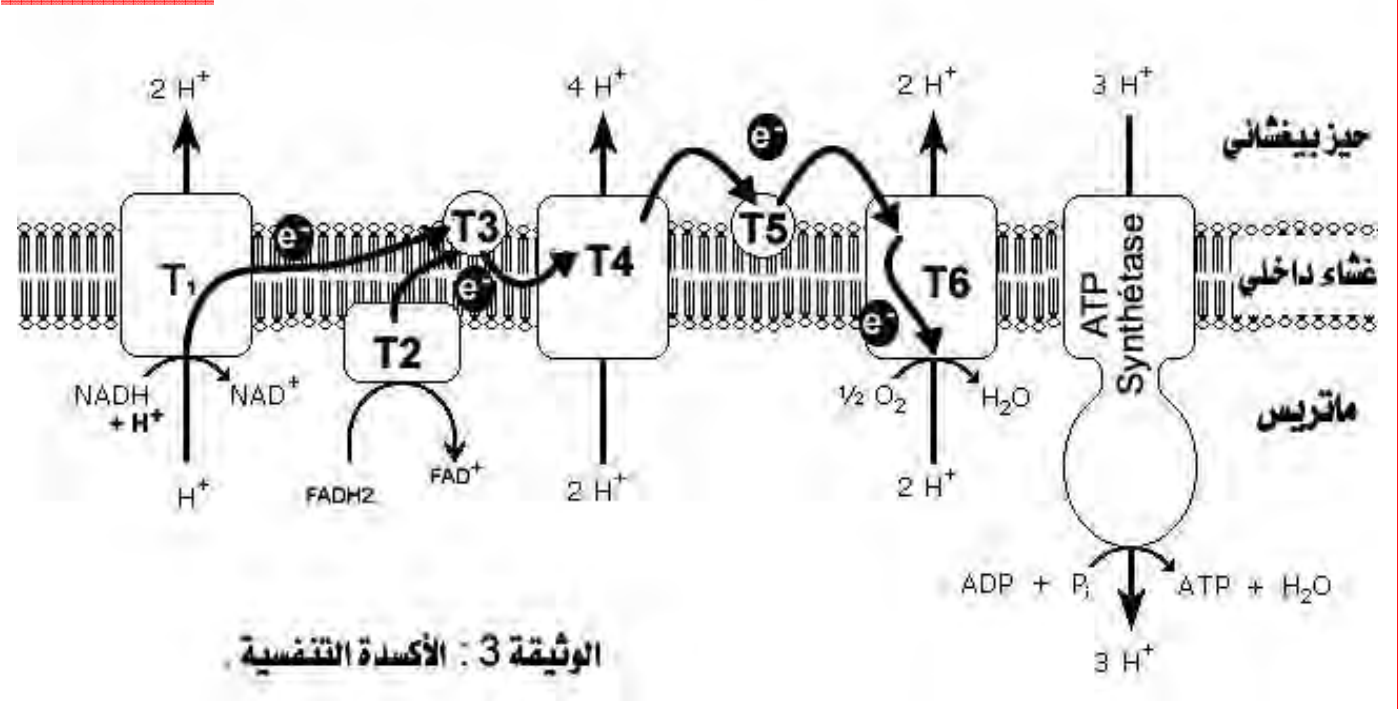 2 H⁺ 4 H⁺ 2 H⁺ 3 H⁺
حيز بيغشائي
e⁻
e⁻ T3 T5
T1 T4 T6 ATP Synthétase غشاء داخلي
e⁻
e⁻
T2
NADH + H⁺ NAD⁺ ½ O₂ H₂O
ماتريس
FADH2 FAD⁺
H⁺ 2 H⁺ 2 H⁺
ADP + Pi ATP + H₂O
3 H⁺
الوثيقة 3 : الأكسدة التنفسية .